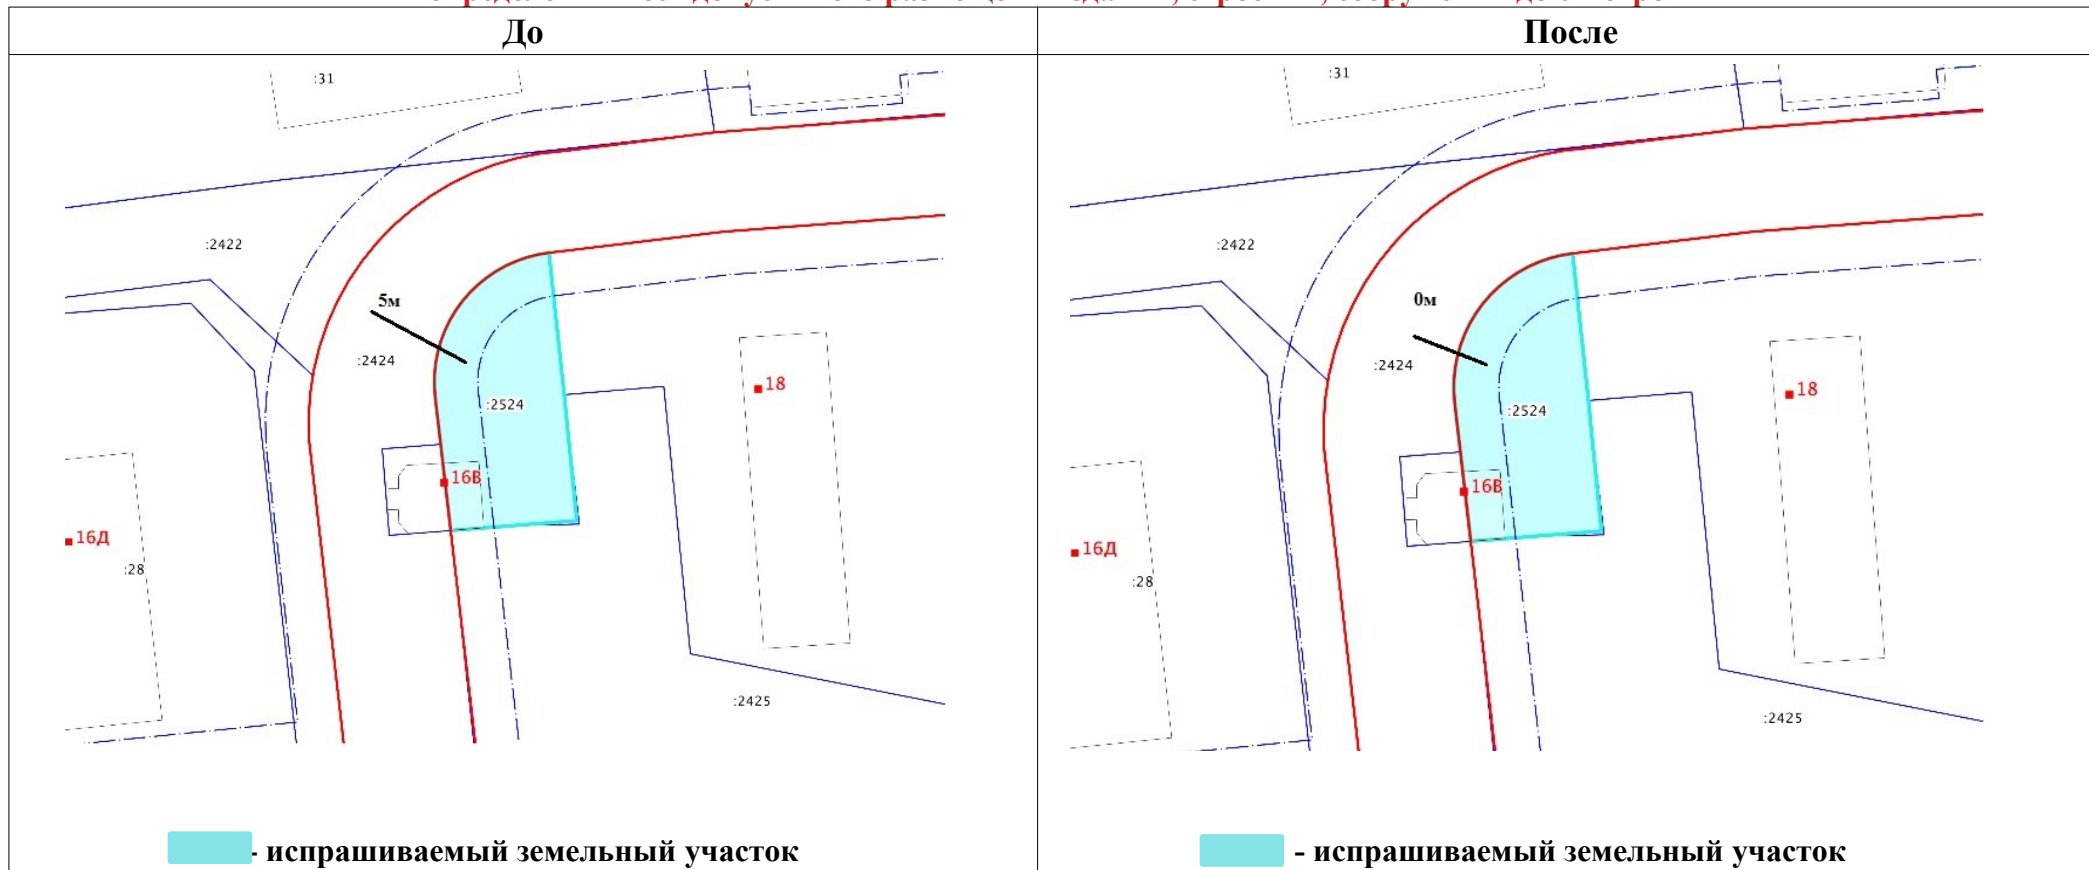 До
После
:31
:2422
5м
:2424
:2524
18
16В
16Д
:28
:2425
- испрашиваемый земельный участок
:31
:2422
0м
:2424
:2524
18
16В
16Д
:28
:2425
- испрашиваемый земельный участок